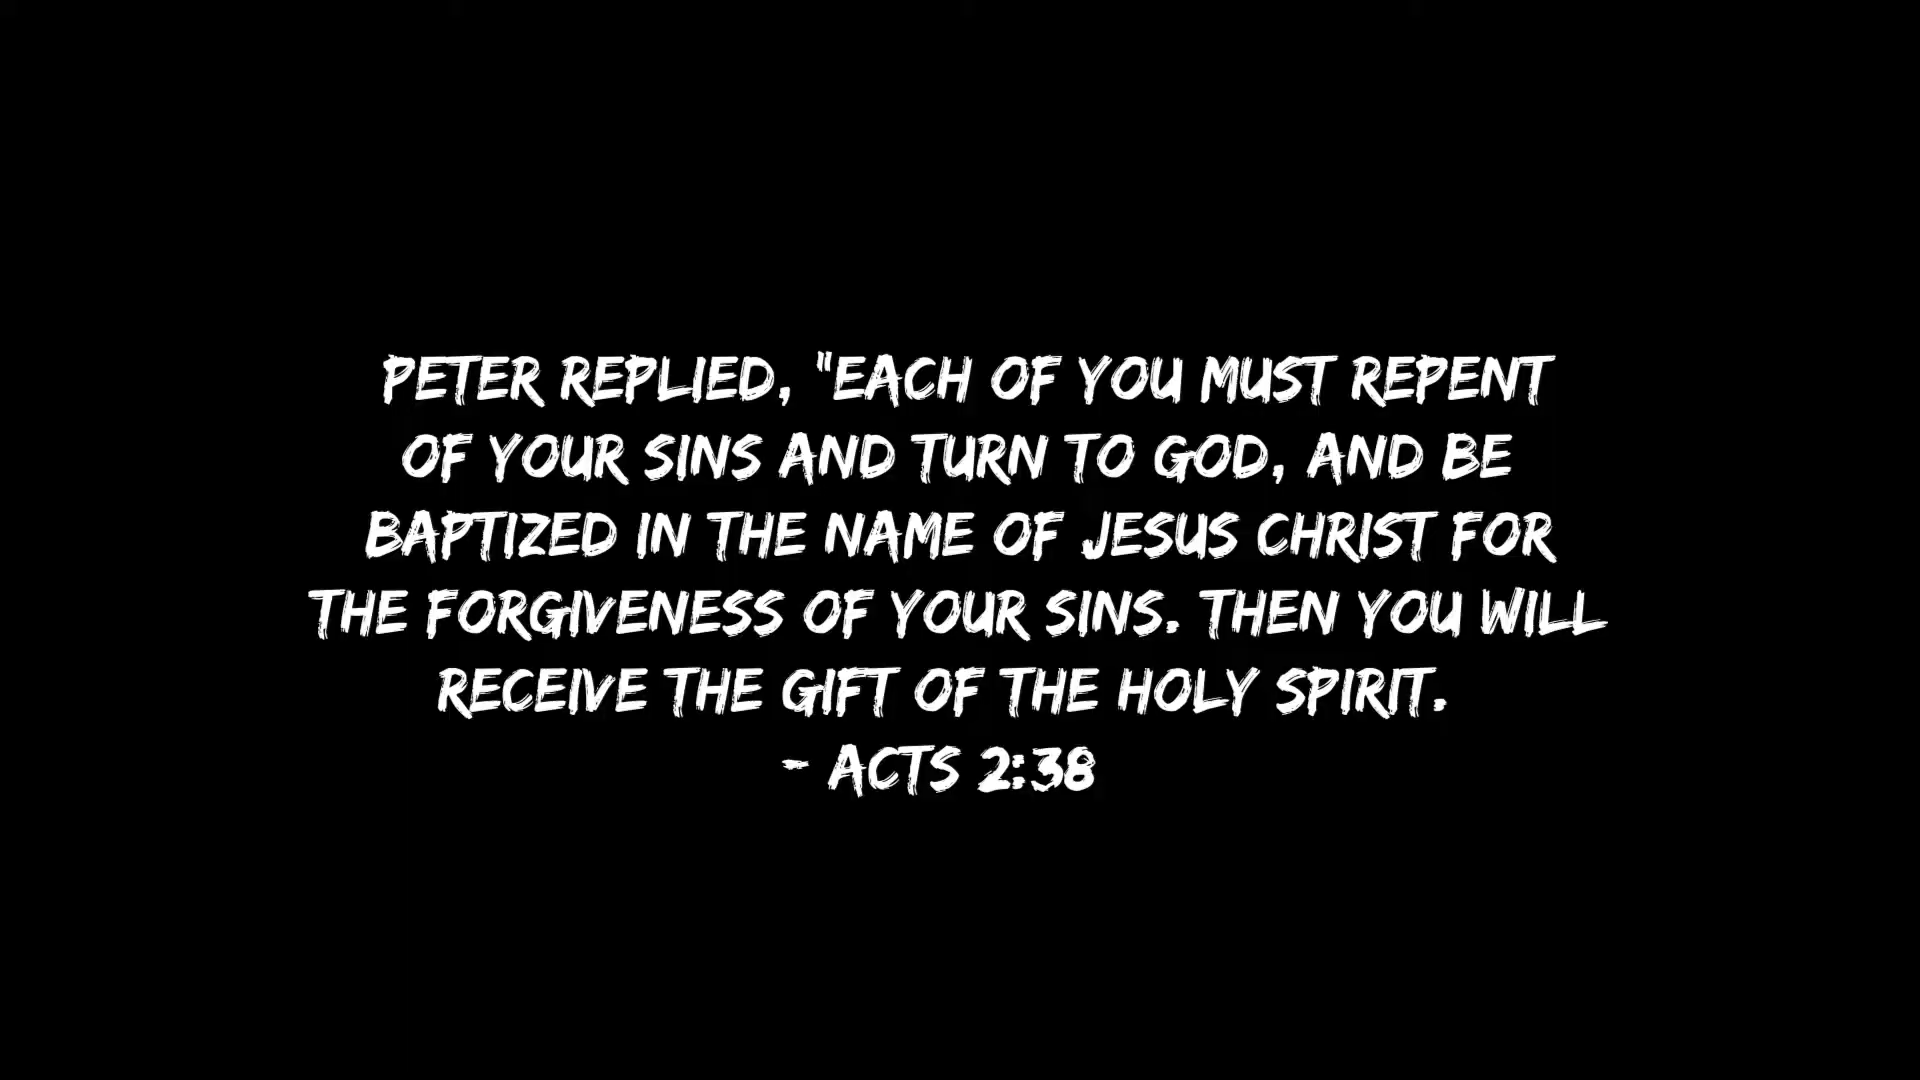 PETER REPLIED, "EACH OF YOU MUST REPENT
OF YOUR SINS AND TURN TO GOD, AND BE
BAPTIZED IN THE NAME OF JESUS CHRIST FOR
THE FORGIVENESS OF YOUR SINS. THEN YOU WILL
RECEIVE THE GIFT OF THE HOLY SPIRIT.
- ACTS 2:38